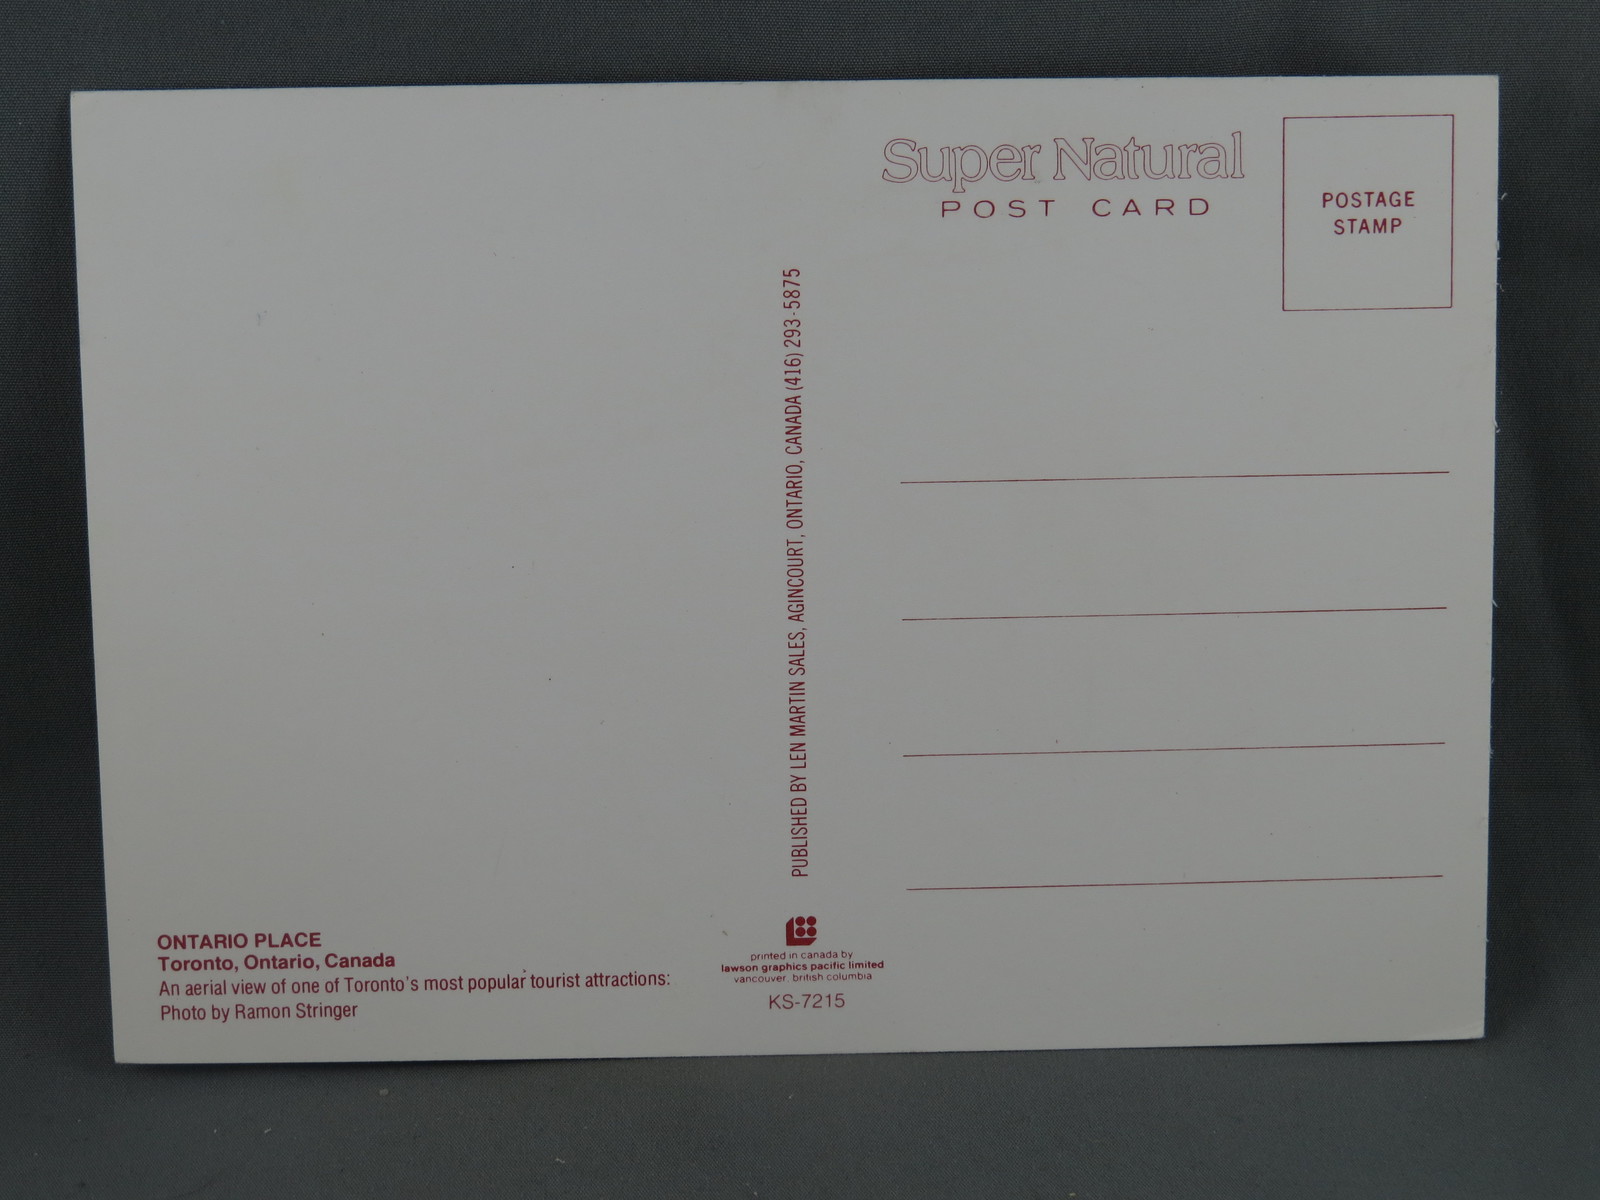 Super Natural
POST CARD
POSTAGE
STAMP
PUBLISHED BY LEN MARTIN SALES, AGINCOURT, ONTARIO, CANADA (416) 293-5875
ONTARIO PLACE
Toronto, Ontario, Canada
An aerial view of one of Toronto's most popular tourist attractions:
Photo by Ramon Stringer
printed in canada by
lawson graphics pacific limited
vancouver, british columbia
KS-7215